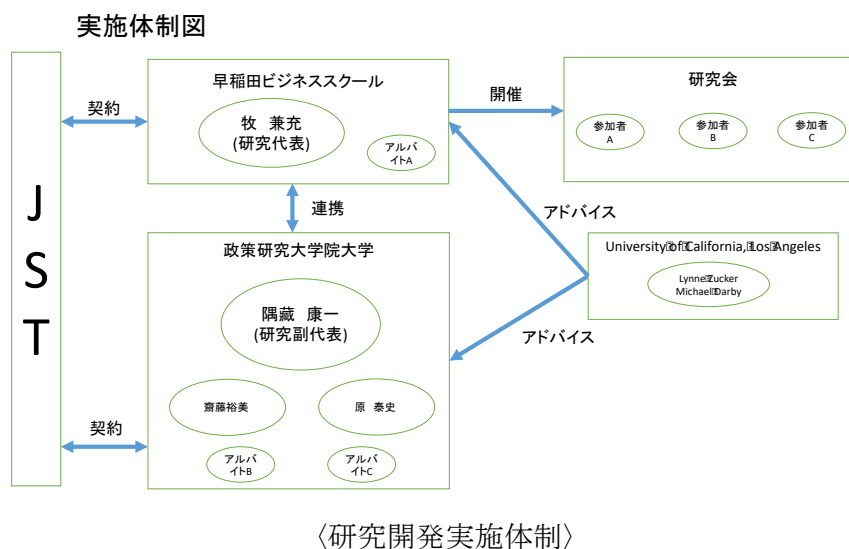 実施体制図
JST
契約
早稲田ビジネススクール
牧 兼充
(研究代表)
アルバ
イトA
開催
研究会
参加者
A
参加者
B
参加者
C
連携
アドバイス
政策研究大学院大学
隅藏 康一
(研究副代表)
齋藤裕美
原 泰史
アルバ
イトB
アルバ
イトC
契約
University of California, Los Angeles
Lynne Zucker
Michael Darby
アドバイス
〈研究開発実施体制〉